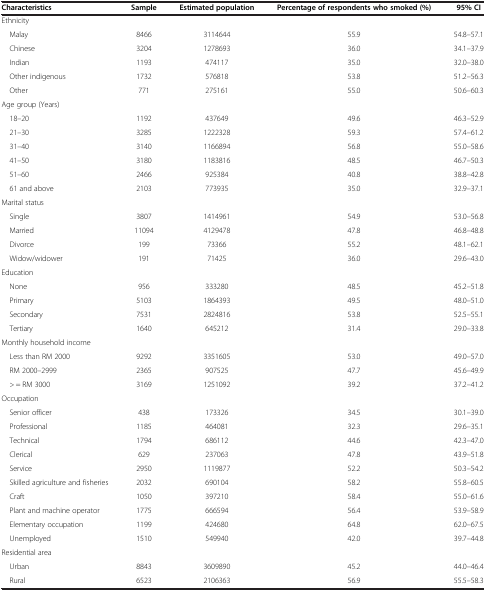 Characteristics Sample Estimated population Percentage of respondents who smoked (%) 95% CI
Ethnicity
Malay 8466 3114644 55.9 54.8–57.1
Chinese 3204 1278693 36.0 34.1–37.9
Indian 1193 474117 35.0 32.0–38.0
Other indigenous 1732 576818 53.8 51.2–56.3
Other 771 275161 55.0 50.6–60.3
Age group (Years)
18–20 1192 437649 49.6 46.3–52.9
21–30 3285 1222328 59.3 57.4–61.2
31–40 3140 1166894 56.8 55.0–58.6
41–50 3180 1183816 48.5 46.7–50.3
51–60 2466 925384 40.8 38.8–42.8
61 and above 2103 773935 35.0 32.9–37.1
Marital status
Single 3807 1414961 54.9 53.0–56.8
Married 11094 4129478 47.8 46.8–48.8
Divorce 199 73366 55.2 48.1–62.1
Widow/widower 191 71425 36.0 29.6–43.0
Education
None 956 333280 48.5 45.2–51.8
Primary 5103 1864393 49.5 48.0–51.0
Secondary 7531 2824816 53.8 52.5–55.1
Tertiary 1640 645212 31.4 29.0–33.8
Monthly household income
Less than RM 2000 9292 3351605 53.0 49.0–57.0
RM 2000–2999 2365 907525 47.7 45.6–49.9
> = RM 3000 3169 1251092 39.2 37.2–41.2
Occupation
Senior officer 438 173326 34.5 30.1–39.0
Professional 1185 464081 32.3 29.6–35.1
Technical 1794 686112 44.6 42.3–47.0
Clerical 629 237063 47.8 43.9–51.8
Service 2950 1119877 52.2 50.3–54.2
Skilled agriculture and fisheries 2032 690104 58.2 55.8–60.5
Craft 1050 397210 58.4 55.0–61.6
Plant and machine operator 1775 666594 56.4 53.9–58.9
Elementary occupation 1199 424680 64.8 62.0–67.5
Unemployed 1510 549940 42.0 39.7–44.8
Residential area
Urban 8843 3609890 45.2 44.0–46.4
Rural 6523 2106363 56.9 55.5–58.3